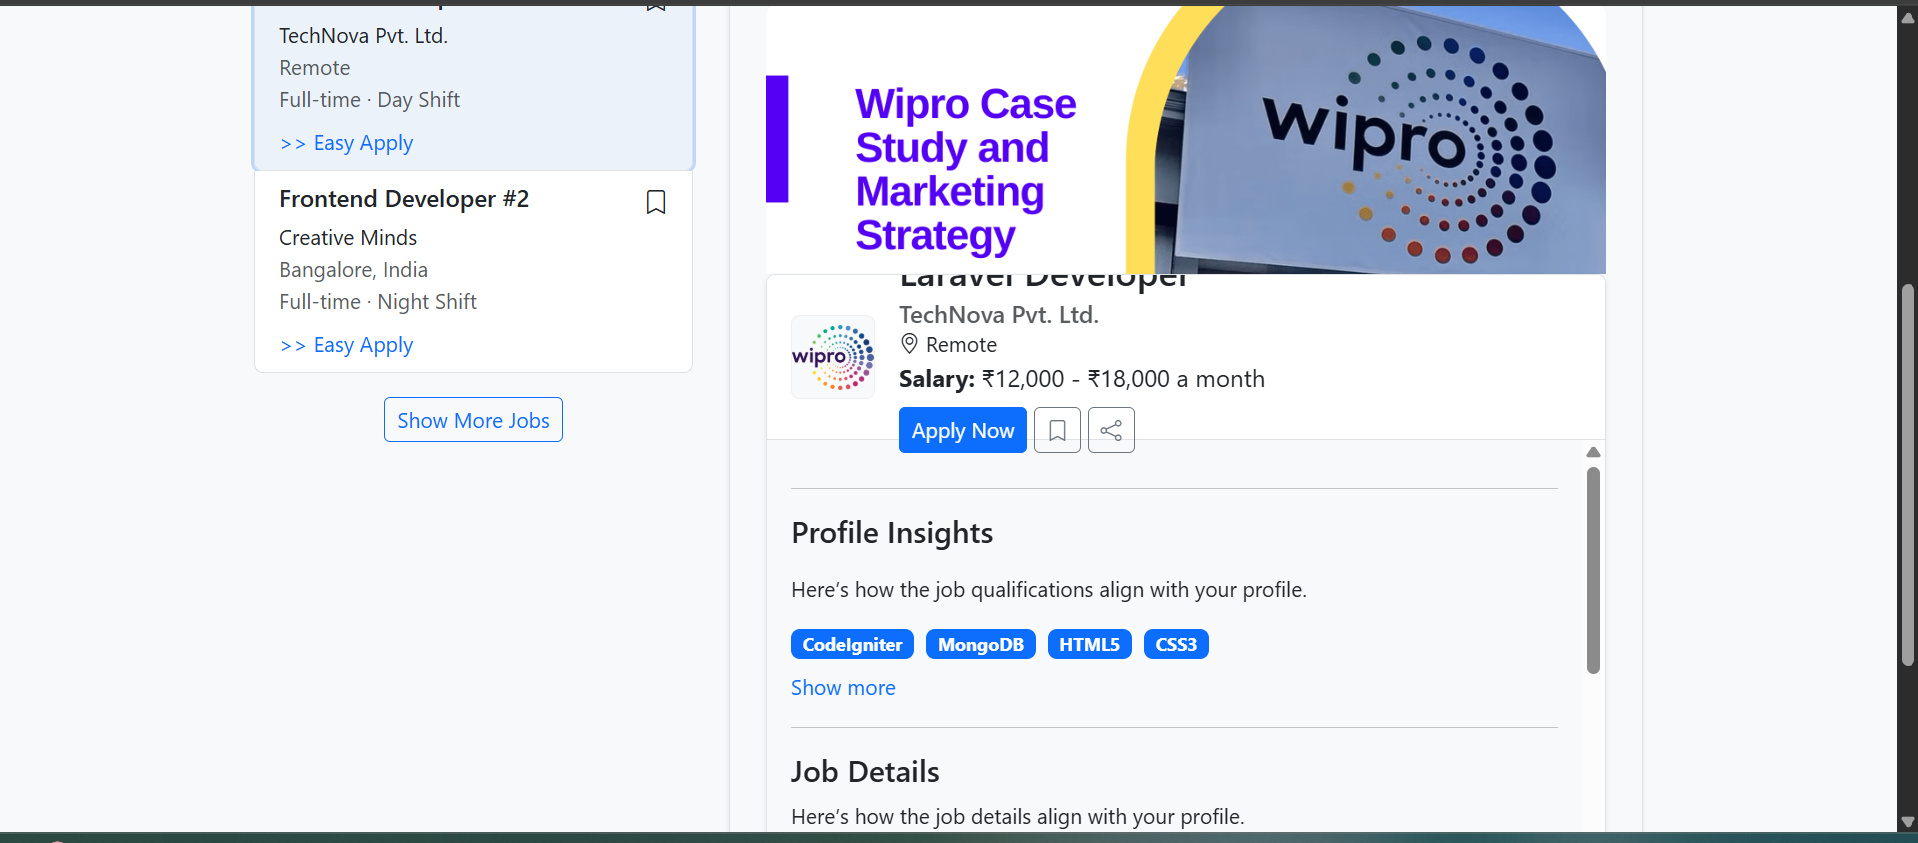 TechNova Pvt. Ltd.
Remote
Full-time · Day Shift
>> Easy Apply
Frontend Developer #2
Creative Minds
Bangalore, India
Full-time · Night Shift
>> Easy Apply
Show More Jobs
Wipro Case
Study and
Marketing
Strategy
wipro
Laravel Developer
TechNova Pvt. Ltd.
wipro
Remote
Salary: ₹12,000 - ₹18,000 a month
Apply Now
Profile Insights
Here’s how the job qualifications align with your profile.
CodeIgniter MongoDB HTML5 CSS3
Show more
Job Details
Here’s how the job details align with your profile.